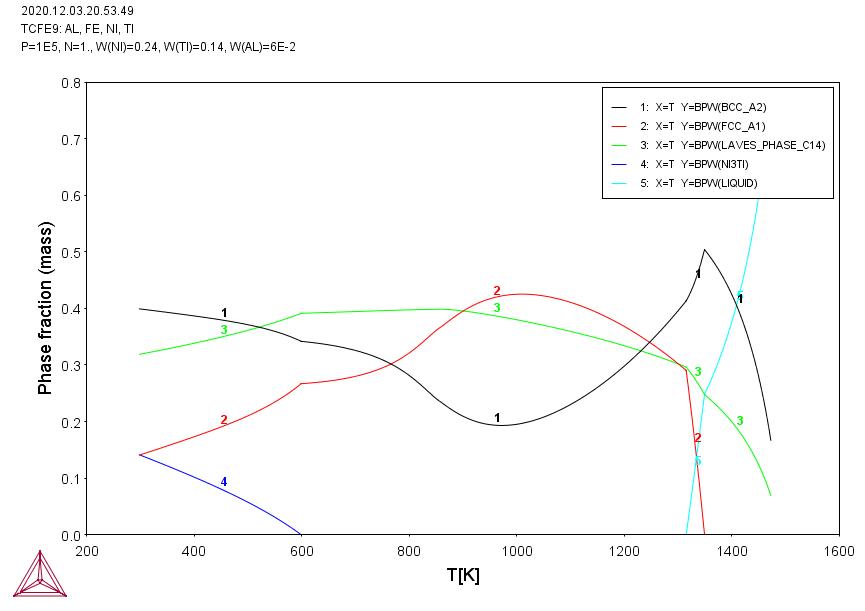 2020.12.03.20.53.49
TCFE9: AL, FE, NI, TI
P=1E5, N=1., W(NI)=0.24, W(TI)=0.14, W(AL)=6E-2
0.8
0.7
0.6
0.5
0.4
0.3
0.2
0.1
0.0
Phase fraction (mass)
1: X=T Y=BPW(BCC_A2)
2: X=T Y=BPW(FCC_A1)
3: X=T Y=BPW(LAVES_PHASE_C14)
4: X=T Y=BPW(NI3TI)
5: X=T Y=BPW(LIQUID)
1
3
2
4
2
3
1
1
3
2
5
1
3
200 400 600 800 1000 1200 1400 1600
T[K]